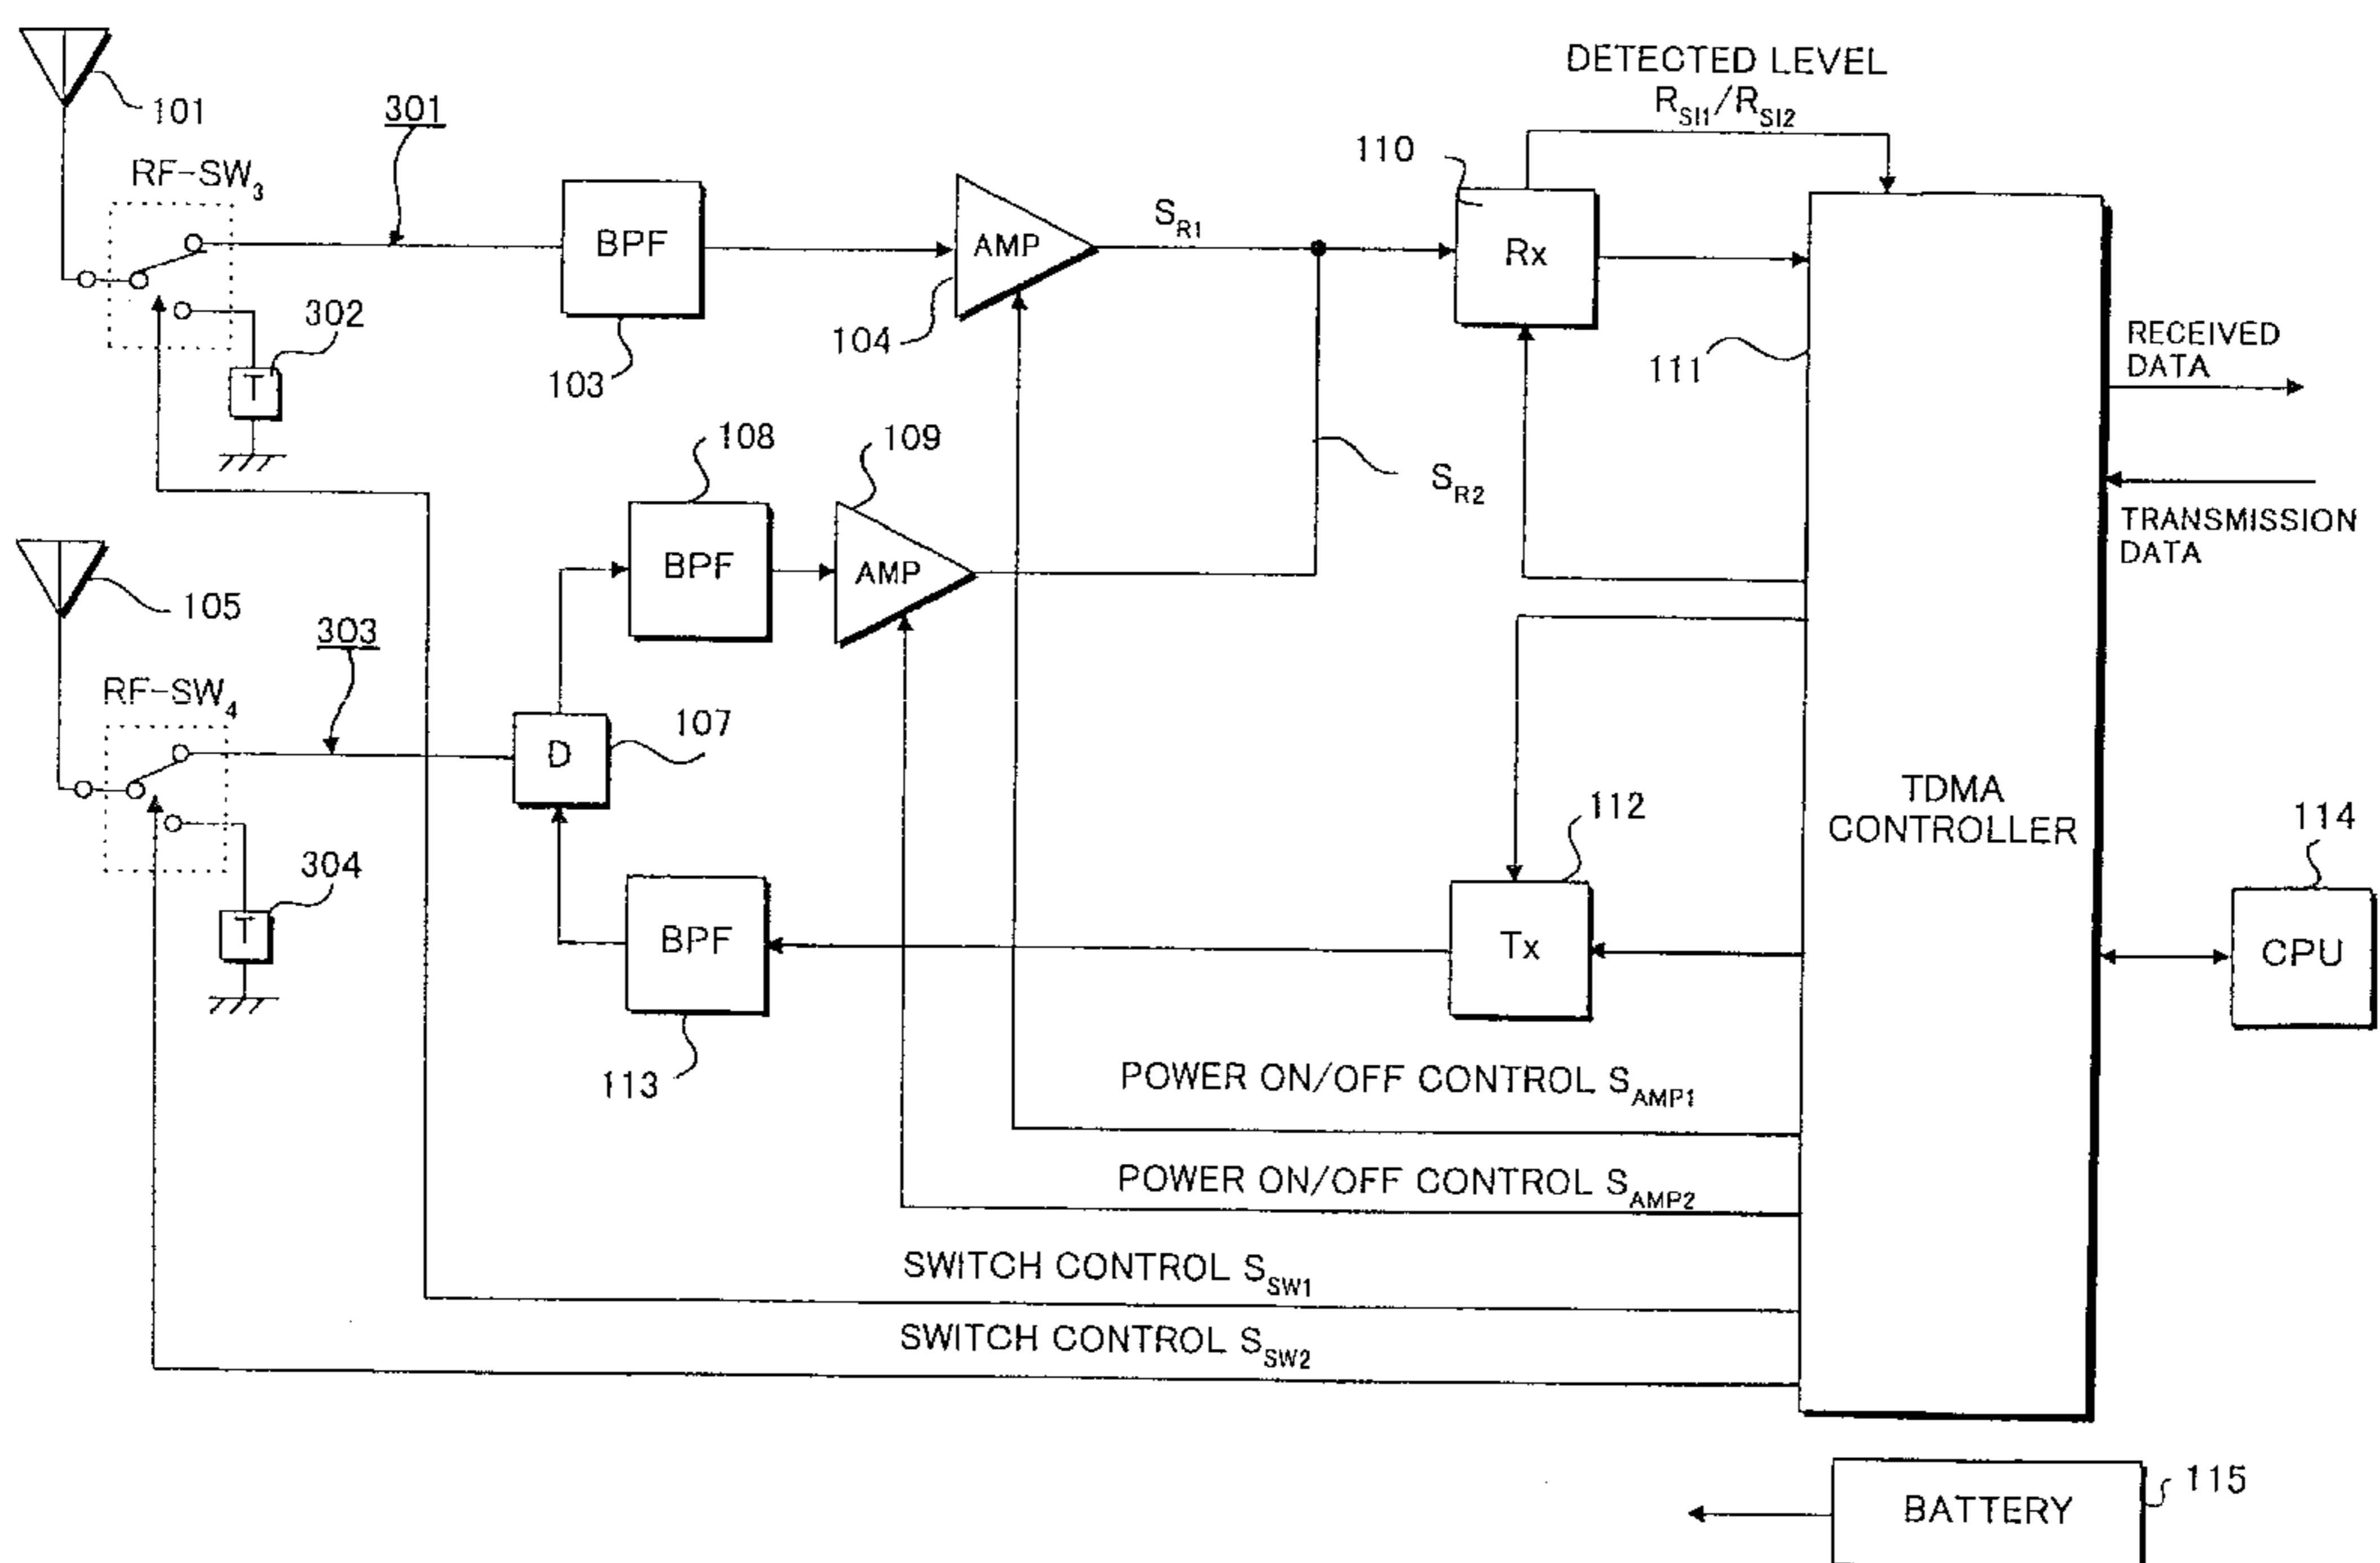 DETECTED LEVEL
RSI1/RSI2
101
301
110
RF-SW3
BPF
AMP
SR1
Rx
302
104
111
RECEIVED
DATA
T
103
108
109
SR2
BPF
AMP
TRANSMISSION
DATA
105
303
RF-SW4
107
D
TDMA
CONTROLLER
112
114
304
T
BPF
Tx
CPU
113
POWER ON/OFF CONTROL SAMP1
POWER ON/OFF CONTROL SAMP2
SWITCH CONTROL SSW1
SWITCH CONTROL SSW2
BATTERY
115